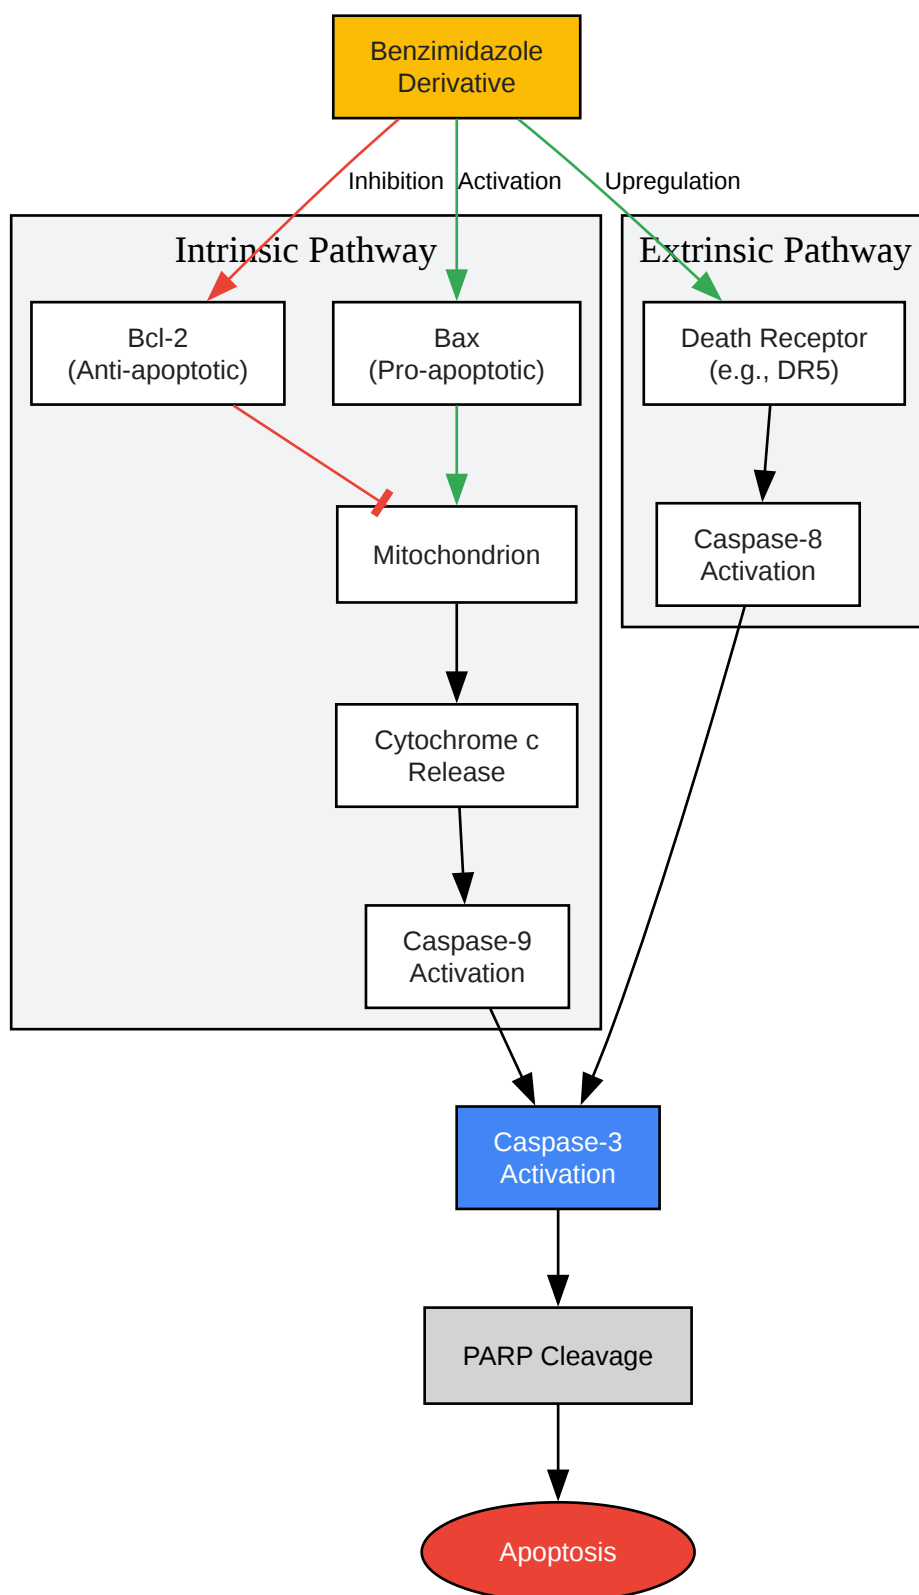 Benzimidazole
Derivative
Inhibition
Activation
Upregulation
Intrinsic Pathway
Extrinsic Pathway
Bcl-2
(Anti-apoptotic)
Bax
(Pro-apoptotic)
Death Receptor
(e.g., DR5)
Mitochondrion
Caspase-8
Activation
Cytochrome c
Release
Caspase-9
Activation
Caspase-3
Activation
PARP Cleavage
Apoptosis